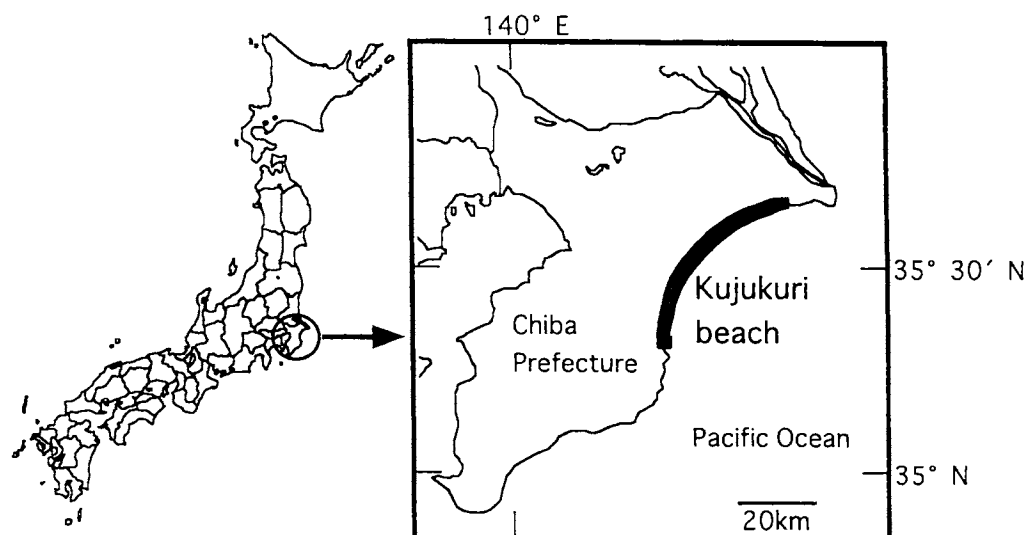 140° E
35° 30′ N
Kujukuri
beach
Chiba
Prefecture
Pacific Ocean
35° N
20km